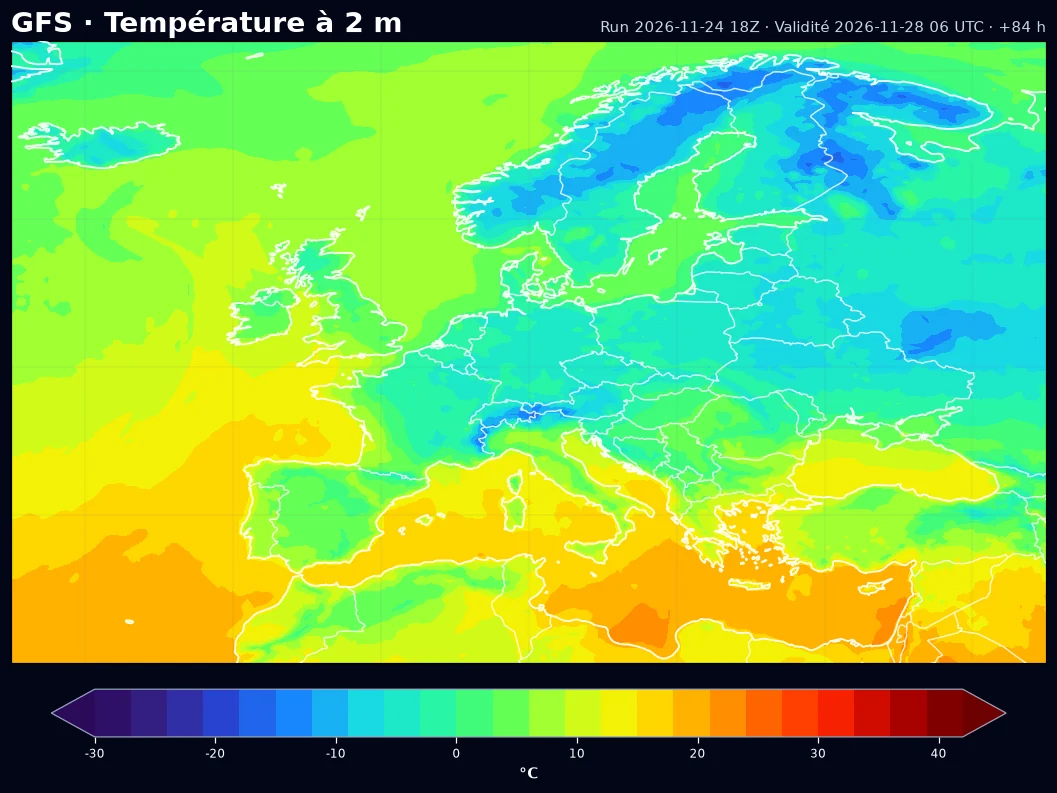 GFS · Température à 2 m
Run 2026-11-24 18Z · Validité 2026-11-28 06 UTC · +84 h
-30 -20 -10 0 10 20 30 40
°C